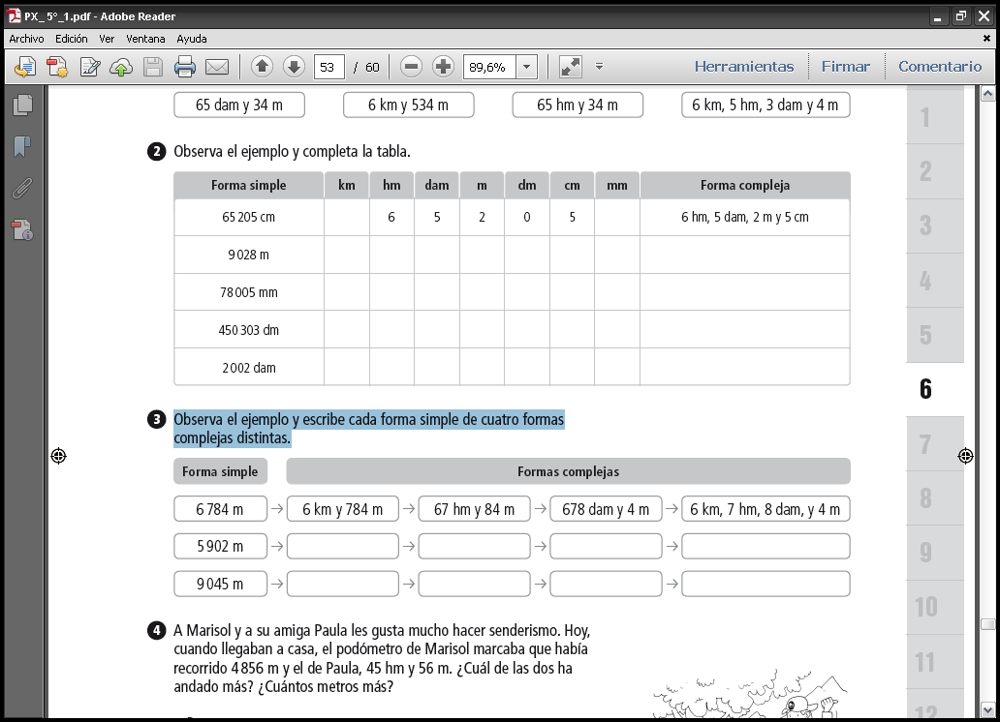 PX_ 5°_1.pdf - Adobe Reader
Archivo Edición Ver Ventana Ayuda
53 / 60 89,6% Herramientas Firmar Comentario
65 dam y 34 m 6 km y 534 m 65 hm y 34 m 6 km, 5 hm, 3 dam y 4 m
2 Observa el ejemplo y completa la tabla.
Forma simple km hm dam m dm cm mm Forma compleja
65 205 cm 6 5 2 0 5 6 hm, 5 dam, 2 m y 5 cm
9 028 m
78 005 mm
450 303 dm
2 002 dam
3 Observa el ejemplo y escribe cada forma simple de cuatro formas
complejas distintas.
Forma simple Formas complejas
6 784 m → 6 km y 784 m → 67 hm y 84 m → 678 dam y 4 m → 6 km, 7 hm, 8 dam, y 4 m
5 902 m → → → →
9 045 m → → → →
4 A Marisol y a su amiga Paula les gusta mucho hacer senderismo. Hoy,
cuando llegaban a casa, el podómetro de Marisol marcaba que había
recorrido 4 856 m y el de Paula, 45 hm y 56 m. ¿Cuál de las dos ha
andado más? ¿Cuántos metros más?
1
2
3
4
5
6
7
8
9
10
11
12